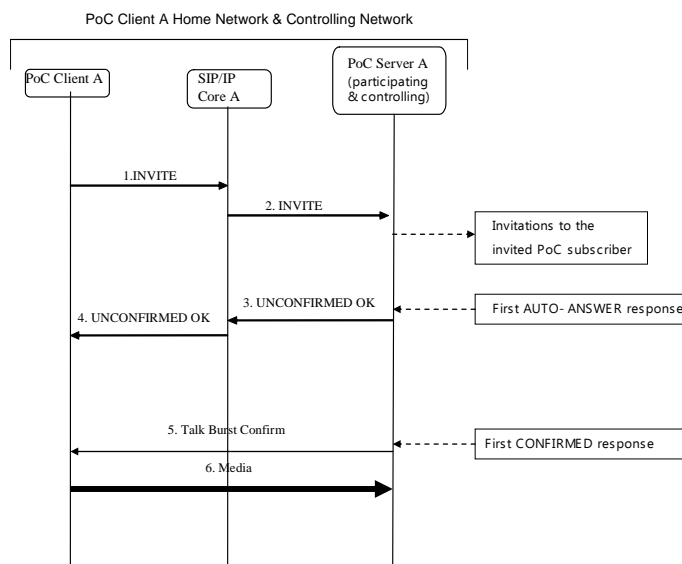 PoC Client A Home Network & Controlling Network
PoC Client A
SIP/IP
Core A
PoC Server A
(participating
& controlling)
1.INVITE
2. INVITE
Invitations to the
invited PoC subscriber
3. UNCONFIRMED OK
4. UNCONFIRMED OK
First AUTO- ANSWER response
5. Talk Burst Confirm
First CONFIRMED response
6. Media